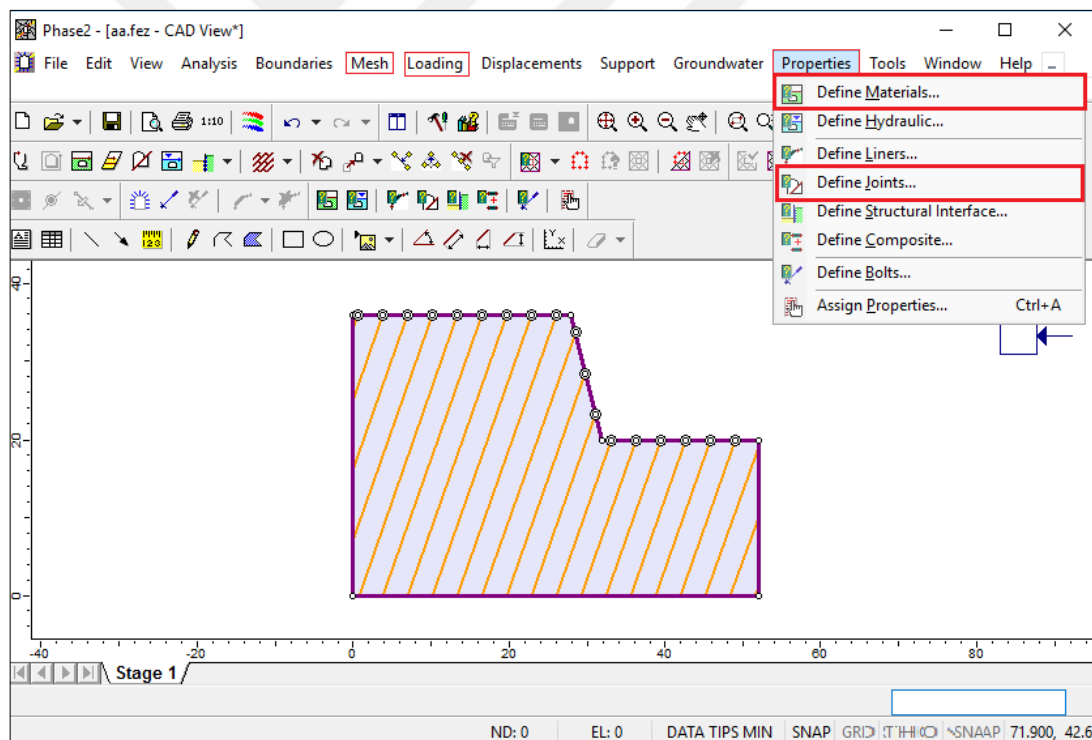 Phase2 - [aa.fez - CAD View*]
File Edit View Analysis Boundaries Mesh Loading Displacements Support Groundwater Properties Tools Window Help
Define Materials...
1:10
Define Hydraulic...
Define Liners...
Define Joints...
Define Structural Interface...
123
Define Composite...
Define Bolts...
Assign Properties... Ctrl+A
40
20
0
-40 -20 0 20 40 60 80
Stage 1
ND: 0 EL: 0 DATA TIPS MIN SNAP GRID 71.900, 42.6